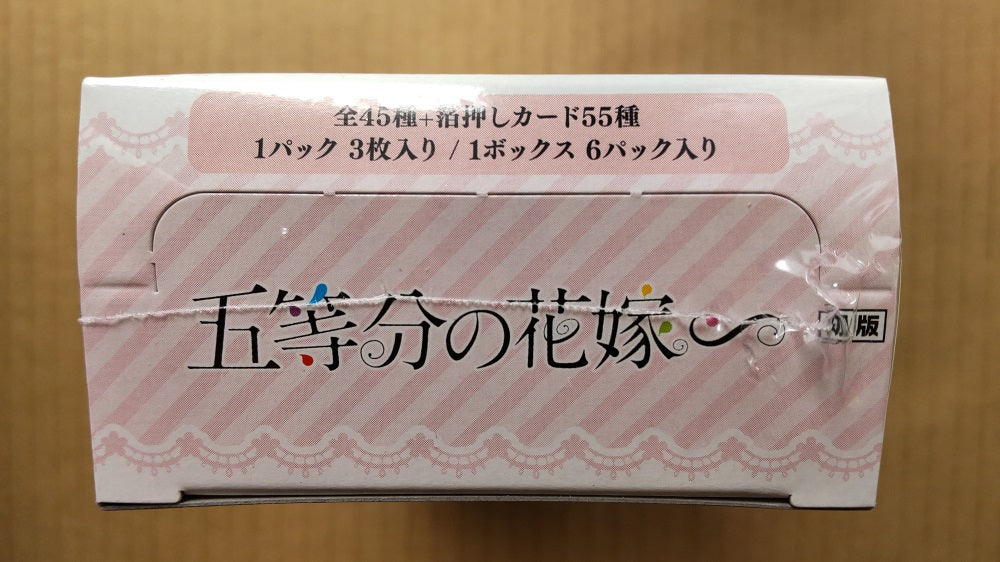 全45種+箔押しカード55種
1パック 3枚入り / 1ボックス 6パック入り
五等分の花嫁∽
版